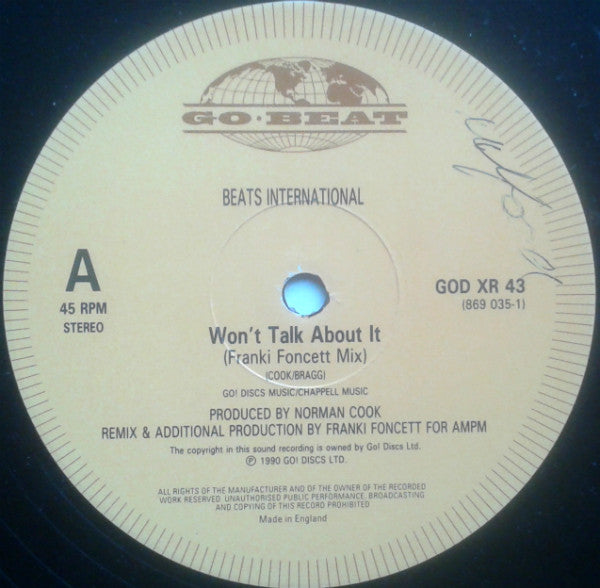 GO·BEAT
BEATS INTERNATIONAL
A
45 RPM
STEREO
GOD XR 43
(869 035-1)
Won't Talk About It
(Franki Foncett Mix)
(COOK/BRAGG)
GO! DISCS MUSIC/CHAPPELL MUSIC
PRODUCED BY NORMAN COOK
REMIX & ADDITIONAL PRODUCTION BY FRANKI FONCETT FOR AMPM
The copyright in this sound recording is owned by Go! Discs Ltd.
℗ 1990 GO! DISCS LTD.
ALL RIGHTS OF THE MANUFACTURER AND OF THE OWNER OF THE RECORDED
WORK RESERVED. UNAUTHORISED PUBLIC PERFORMANCE, BROADCASTING
AND COPYING OF THIS RECORD PROHIBITED
Made in England